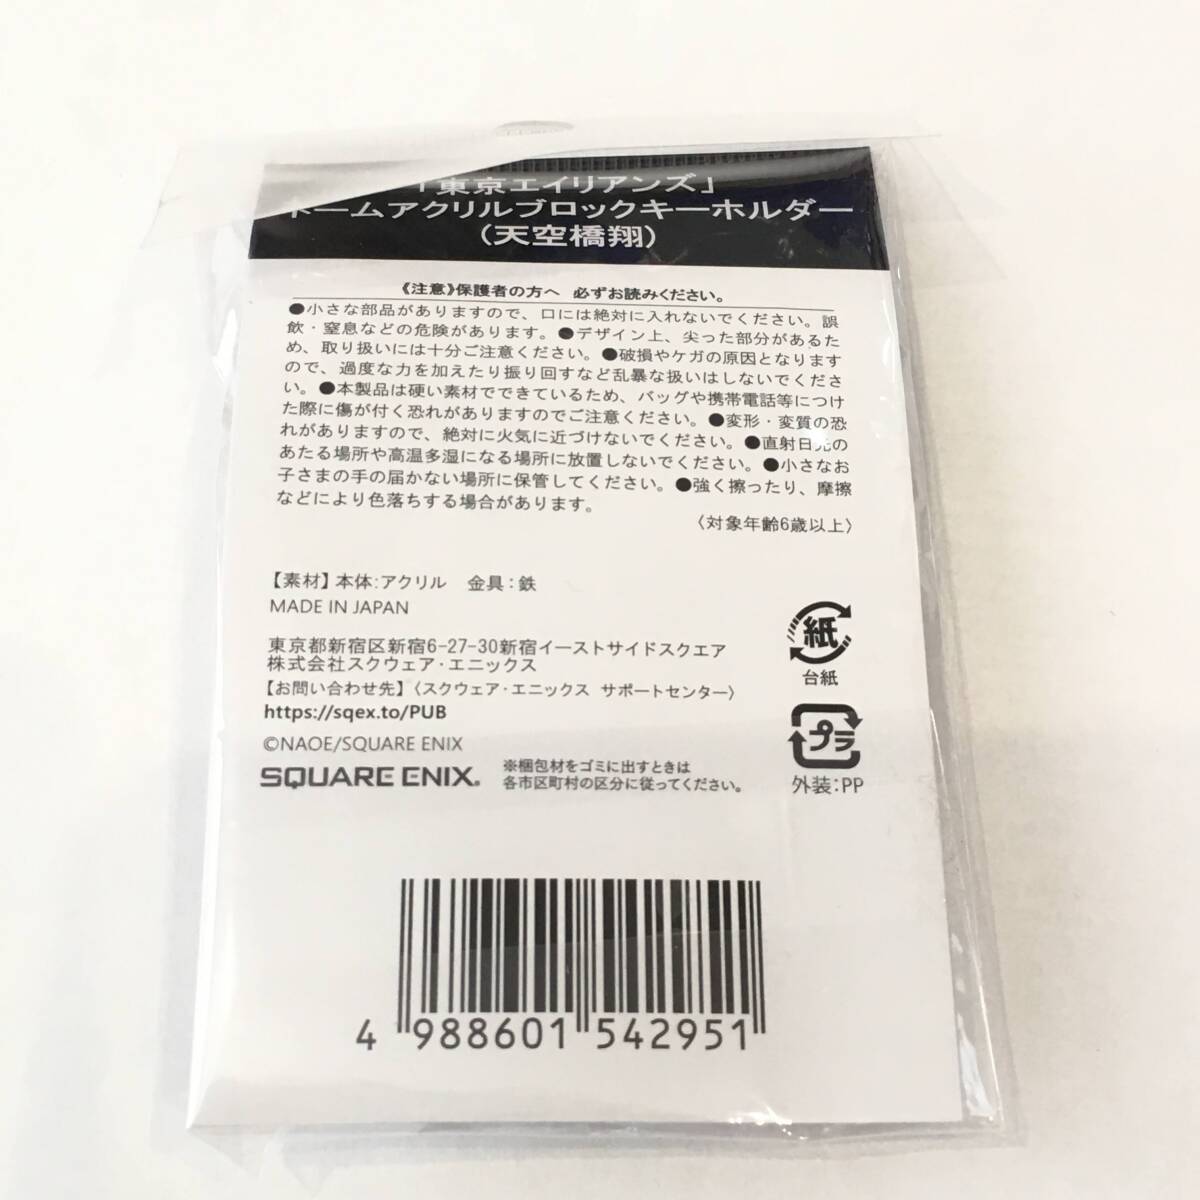 「東京エイリアンズ」
ドームアクリルブロックキーホルダー
(天空橋翔)
《注意》保護者の方へ 必ずお読みください。
●小さな部品がありますので、口には絶対に入れないでください。誤
飲・窒息などの危険があります。●デザイン上、尖った部分があるた
め、取り扱いには十分ご注意ください。●破損やケガの原因となります
ので、過度な力を加えたり振り回すなど乱暴な扱いはしないでくださ
い。●本製品は硬い素材でできているため、バッグや携帯電話等につけ
た際に傷が付く恐れがありますのでご注意ください。●変形・変質の恐
れがありますので、絶対に火気に近づけないでください。●直射日光の
あたる場所や高温多湿になる場所に放置しないでください。●小さなお
子さまの手の届かない場所に保管してください。●強く擦ったり、摩擦
などにより色落ちする場合があります。
〈対象年齢6歳以上〉
【素材】本体:アクリル 金具:鉄
MADE IN JAPAN
東京都新宿区新宿6-27-30新宿イーストサイドスクエア
株式会社スクウェア・エニックス
【お問い合わせ先】〈スクウェア・エニックス サポートセンター〉
https://sqex.to/PUB
©NAOE/SQUARE ENIX
SQUARE ENIX.
※梱包材をゴミに出すときは
各市区町村の区分に従ってください。
紙
台紙
プラ
外装:PP
4 988601 542951